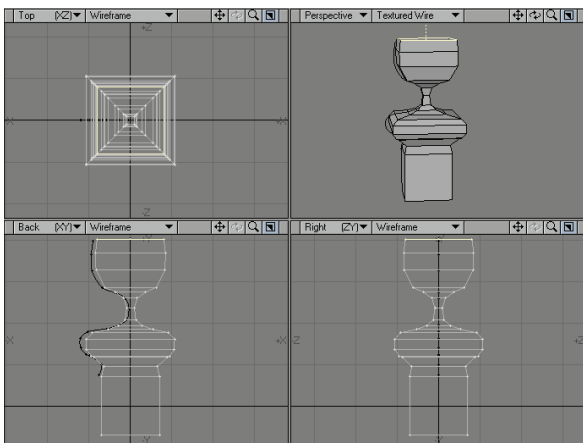 Top (XZ) Wireframe
Perspective Textured Wire
+Z
-X
-Z
Back (XY) Wireframe
Right (ZY) Wireframe
-X
+X
-Z
+Z
-Y
-Y